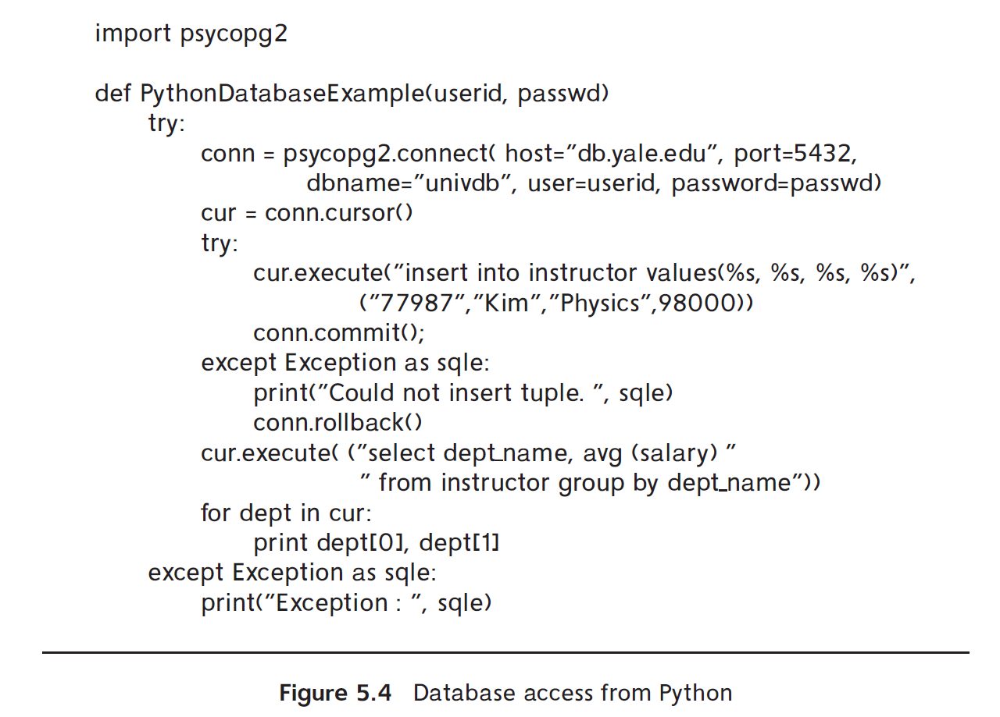 import psycopg2
def PythonDatabaseExample(userid, passwd)
try:
conn = psycopg2.connect( host=”db.yale.edu”, port=5432,
dbname=”univdb”, user=userid, password=passwd)
cur = conn.cursor()
try:
cur.execute(”insert into instructor values(%s, %s, %s, %s)”,
(”77987”,”Kim”,”Physics”,98000))
conn.commit();
except Exception as sqle:
print(”Could not insert tuple. ”, sqle)
conn.rollback()
cur.execute( (”select dept_name, avg (salary) ”
” from instructor group by dept_name”))
for dept in cur:
print dept[0], dept[1]
except Exception as sqle:
print(”Exception : ”, sqle)
Figure 5.4 Database access from Python